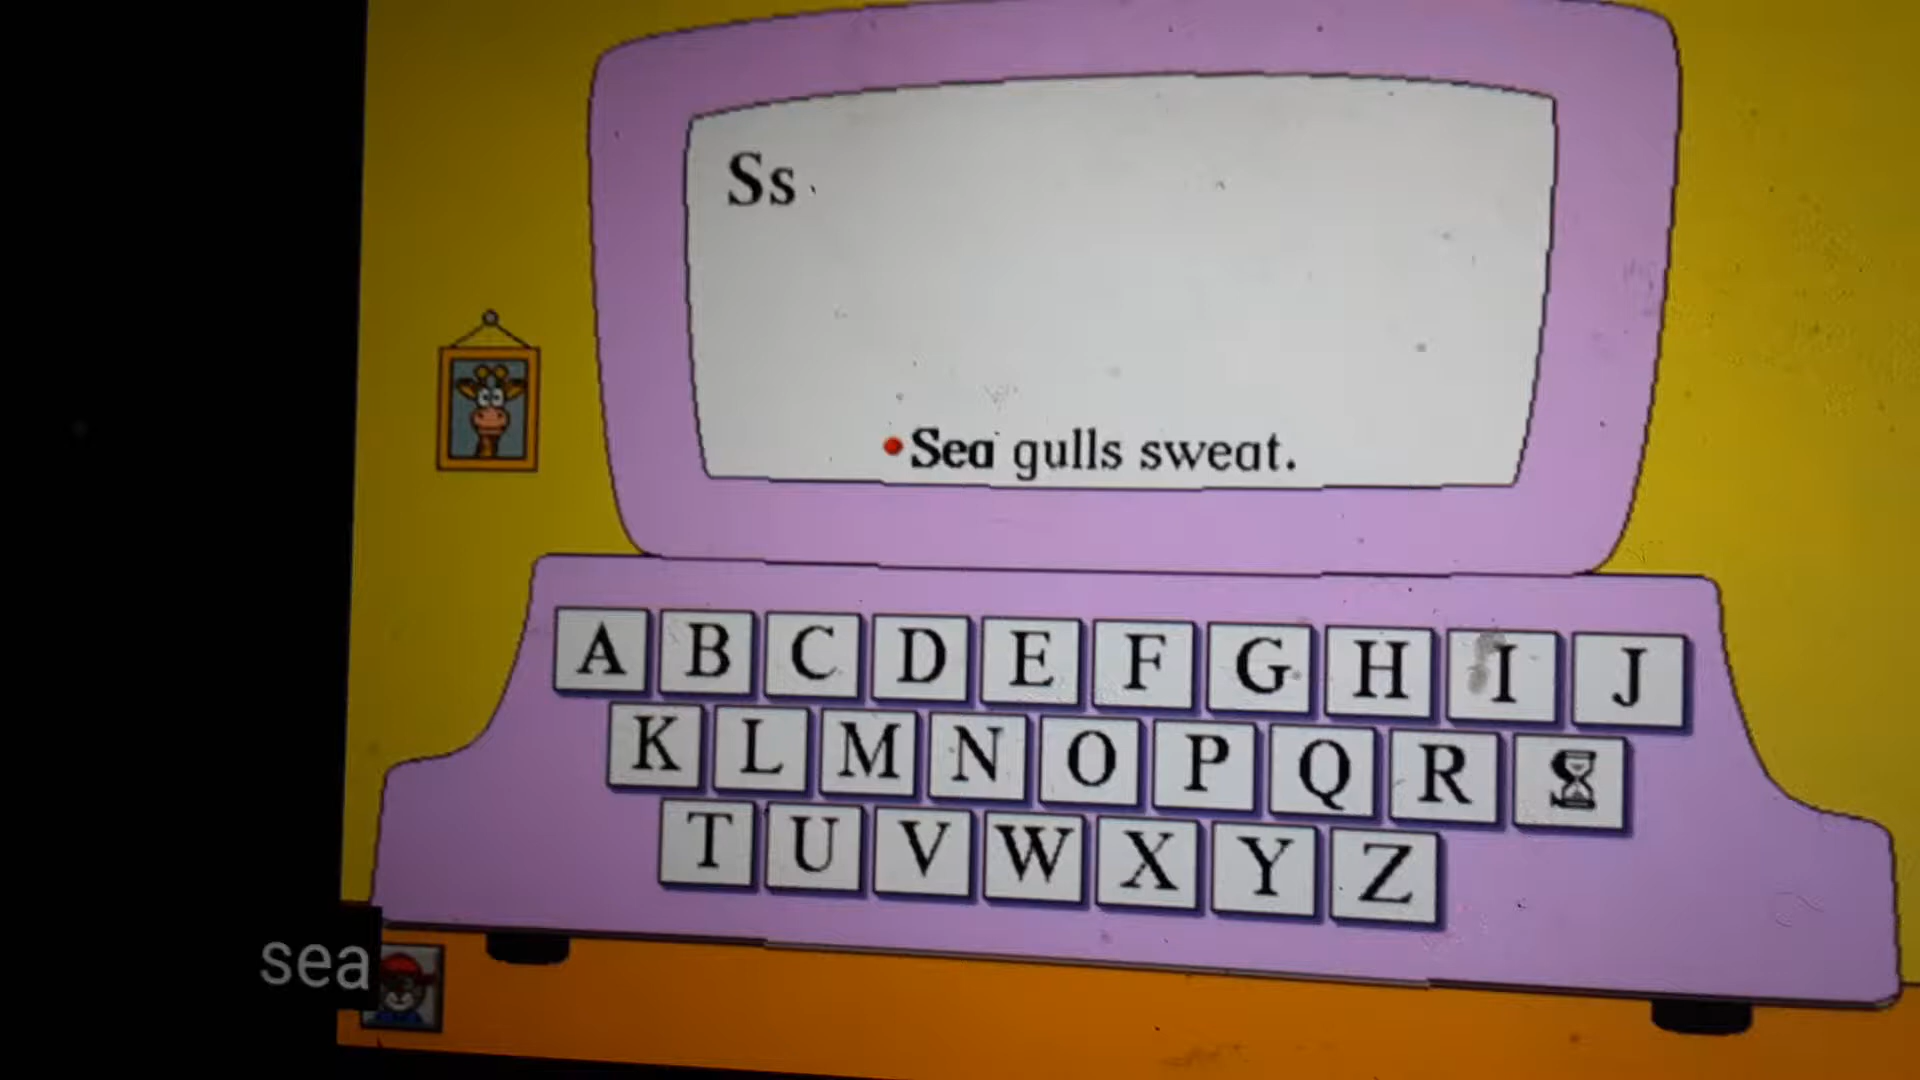 Ss
Sea gulls sweat.
A B C D E F G H I J
K L M N O P Q R
T U V W X Y Z
sea